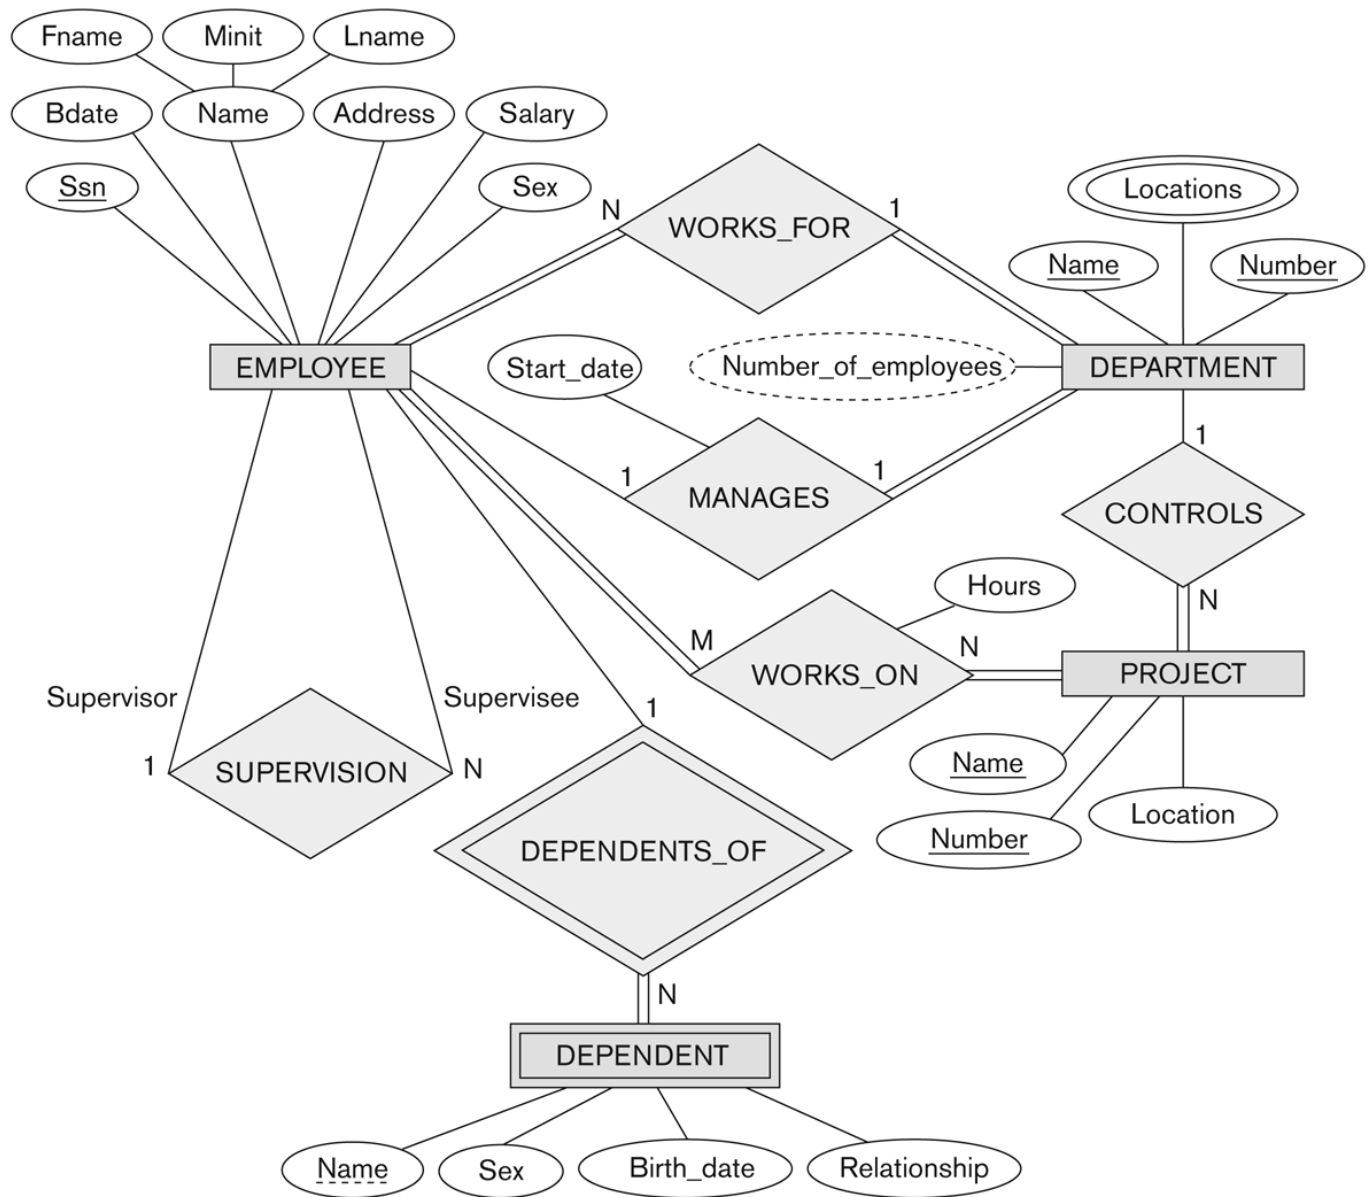 Fname
Minit
Lname
Bdate
Name
Address
Salary
Ssn
Sex
N
WORKS_FOR
1
Locations
Name
Number
EMPLOYEE
Start_date
Number_of_employees
DEPARTMENT
1
MANAGES
1
1
CONTROLS
N
Hours
M
WORKS_ON
N
PROJECT
Supervisor
Supervisee
1
SUPERVISION
N
1
Name
Number
Location
DEPENDENTS_OF
N
DEPENDENT
Name
Sex
Birth_date
Relationship